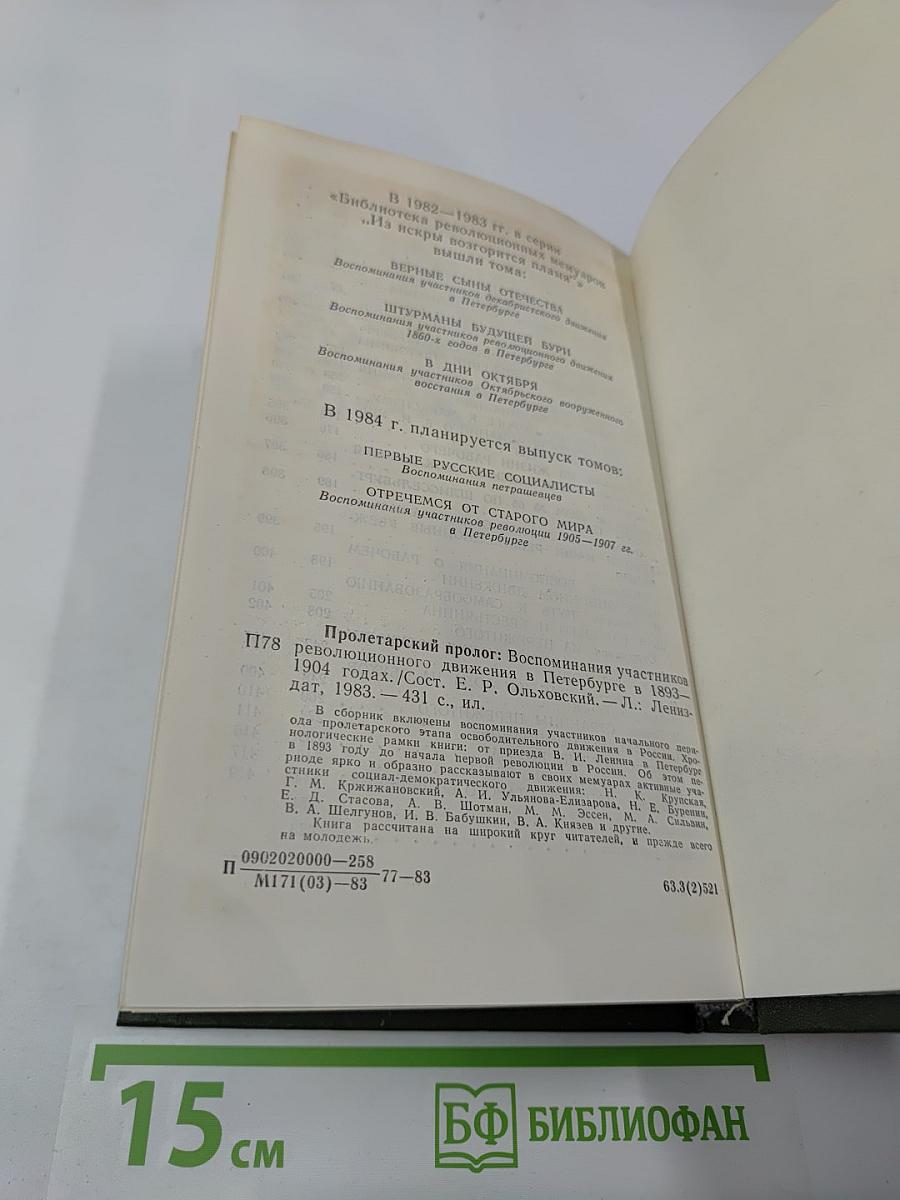 В 1982—1983 гг. в серии
«Библиотека революционных мемуаров
„Из искры возгорится пламя"»
вышли тома:
ВЕРНЫЕ СЫНЫ ОТЕЧЕСТВА
Воспоминания участников декабристского движения
в Петербурге
ШТУРМАНЫ БУДУЩЕЙ БУРИ
Воспоминания участников революционного движения
1860-х годов в Петербурге
В ДНИ ОКТЯБРЯ
Воспоминания участников Октябрьского вооруженного
восстания в Петербурге
В 1984 г. планируется выпуск томов:
ПЕРВЫЕ РУССКИЕ СОЦИАЛИСТЫ
Воспоминания петрашевцев
ОТРЕЧЕМСЯ ОТ СТАРОГО МИРА
Воспоминания участников революции 1905—1907 гг.
в Петербурге
Пролетарский пролог: Воспоминания участников
П78 революционного движения в Петербурге в 1893—
1904 годах./Сост. Е. Р. Ольховский. — Л.: Лениз-
дат, 1983. — 431 с., ил.
В сборник включены воспоминания участников начального пери-
ода пролетарского этапа освободительного движения в России. Хро-
нологические рамки книги: от приезда В. И. Ленина в Петербург
в 1893 году до начала первой революции в России. Об этом пе-
риоде ярко и образно рассказывают в своих мемуарах активные уча-
стники социал-демократического движения: Н. К. Крупская,
Г. М. Кржижановский, А. И. Ульянова-Елизарова, Н. Е. Буренин,
Е. Д. Стасова, А. В. Шотман, М. М. Эссен, М. А. Сильвин,
В. А. Шелгунов, И. В. Бабушкин, В. А. Князев и другие.
Книга рассчитана на широкий круг читателей, и прежде всего
на молодежь.
П 0902020000—258
М171(03)—83 77—83
63.3(2)521
15 см
БФ БИБЛИОФАН